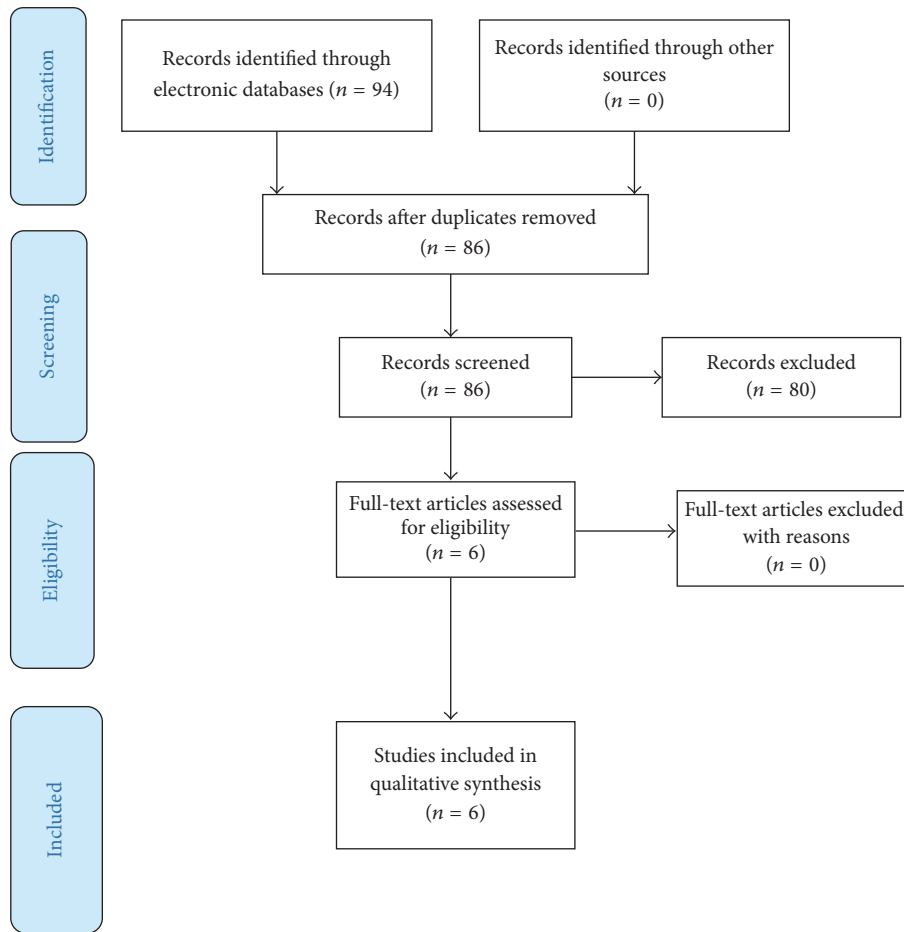 Identification
Records identified through
electronic databases (n = 94)
Records identified through other
sources
(n = 0)
Records after duplicates removed
(n = 86)
Screening
Records screened
(n = 86)
Records excluded
(n = 80)
Eligibility
Full-text articles assessed
for eligibility
(n = 6)
Full-text articles excluded
with reasons
(n = 0)
Included
Studies included in
qualitative synthesis
(n = 6)